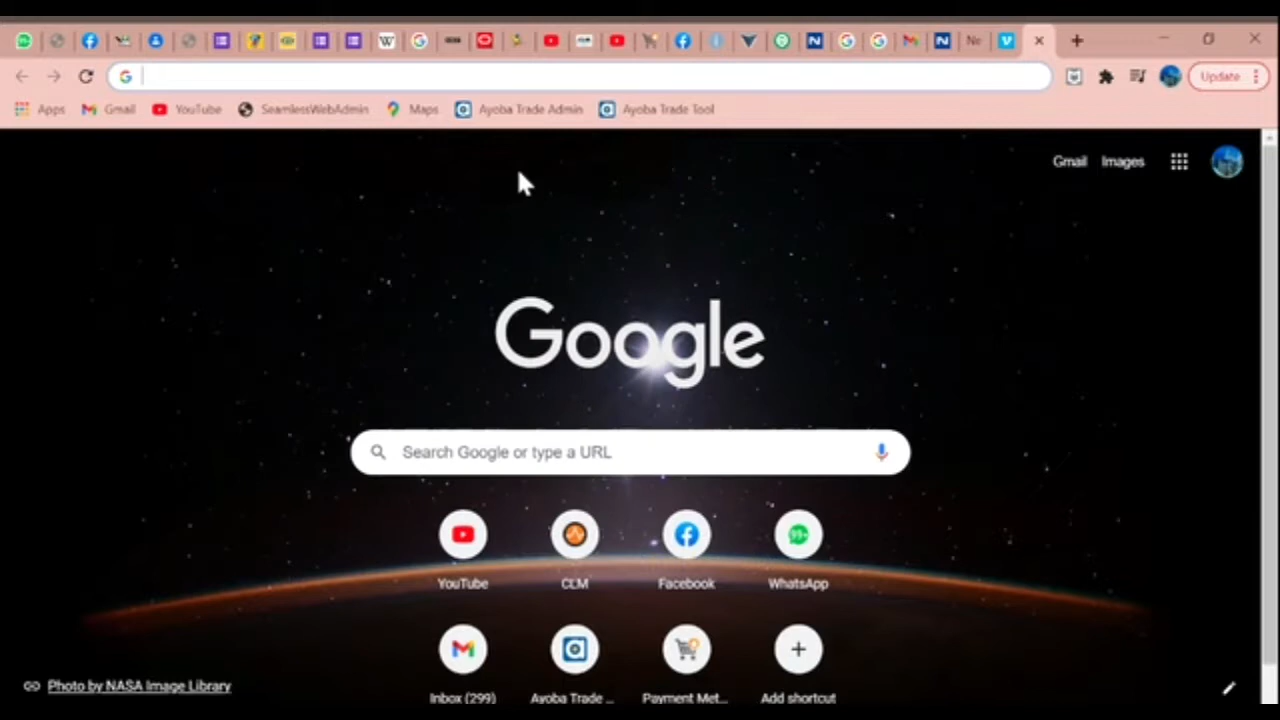 Ne
Update
Apps Gmail YouTube SeamlessWebAdmin Maps Ayoba Trade Admin Ayoba Trade Tool
Gmail Images
Google
Search Google or type a URL
YouTube CLM Facebook WhatsApp
Inbox (299) Ayoba Trade ... Payment Met... Add shortcut
Photo by NASA Image Library